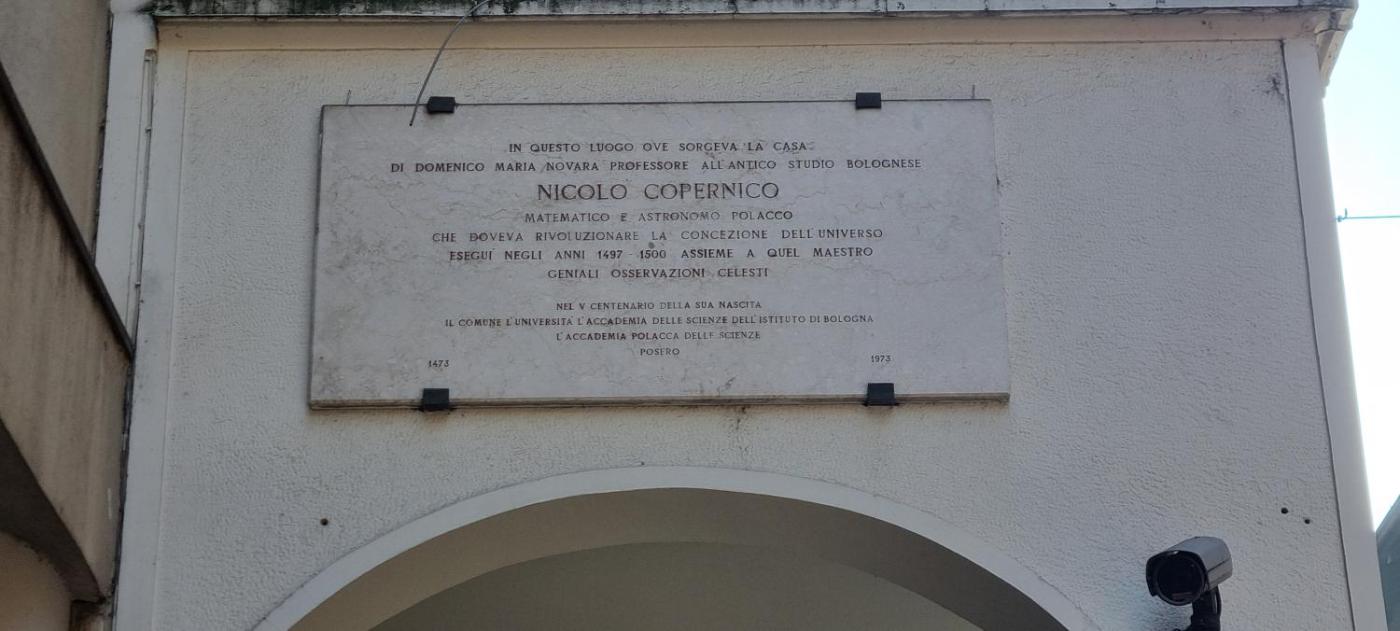 IN QUESTO LUOGO OVE SORGEVA LA CASA
DI DOMENICO MARIA NOVARA PROFESSORE ALL'ANTICO STUDIO BOLOGNESE
NICOLO COPERNICO
MATEMATICO E ASTRONOMO POLACCO
CHE DOVEVA RIVOLUZIONARE LA CONCEZIONE DELL'UNIVERSO
ESEGUI NEGLI ANNI 1497 - 1500 ASSIEME A QUEL MAESTRO
GENIALI OSSERVAZIONI CELESTI
NEL V CENTENARIO DELLA SUA NASCITA
IL COMUNE L'UNIVERSITÀ L'ACCADEMIA DELLE SCIENZE DELL'ISTITUTO DI BOLOGNA
L'ACCADEMIA POLACCA DELLE SCIENZE
POSERO
1473 1973